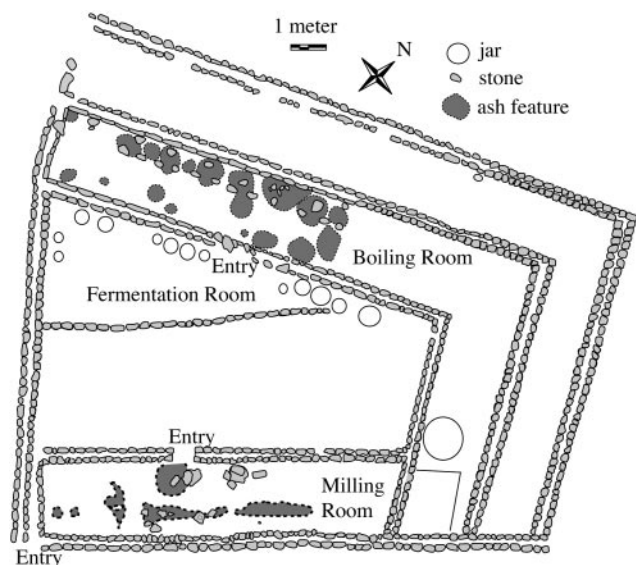 1 meter
N
jar
stone
ash feature
Boiling Room
Entry
Fermentation Room
Entry
Milling
Room
Entry